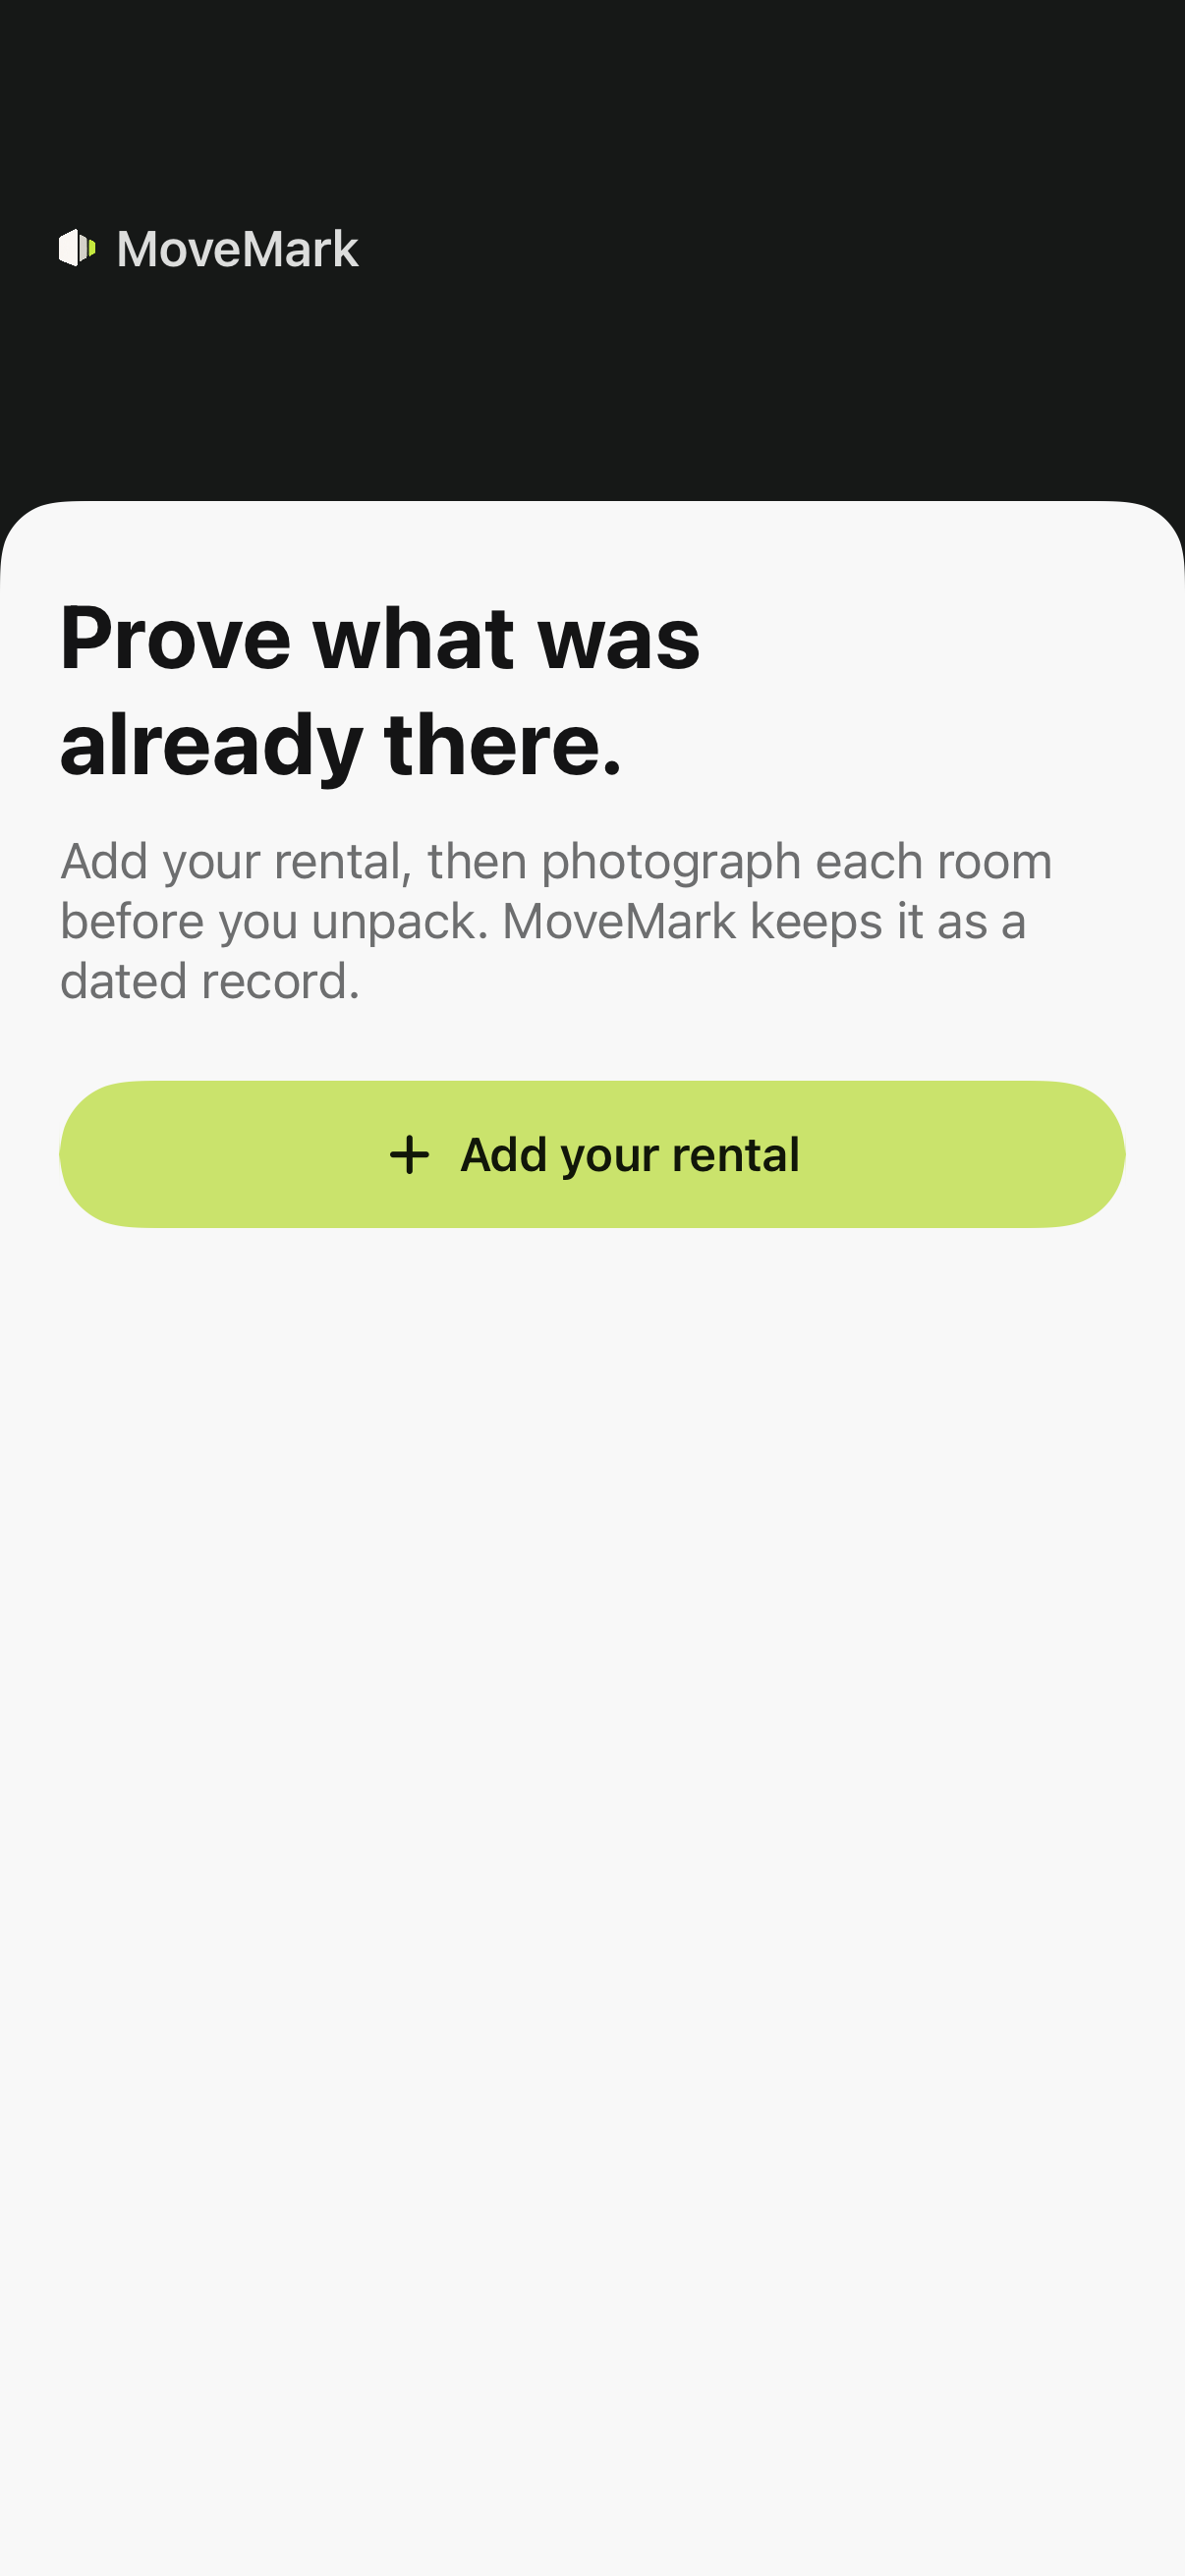 MoveMark
Prove what was
already there.
Add your rental, then photograph each room
before you unpack. MoveMark keeps it as a
dated record.
+ Add your rental